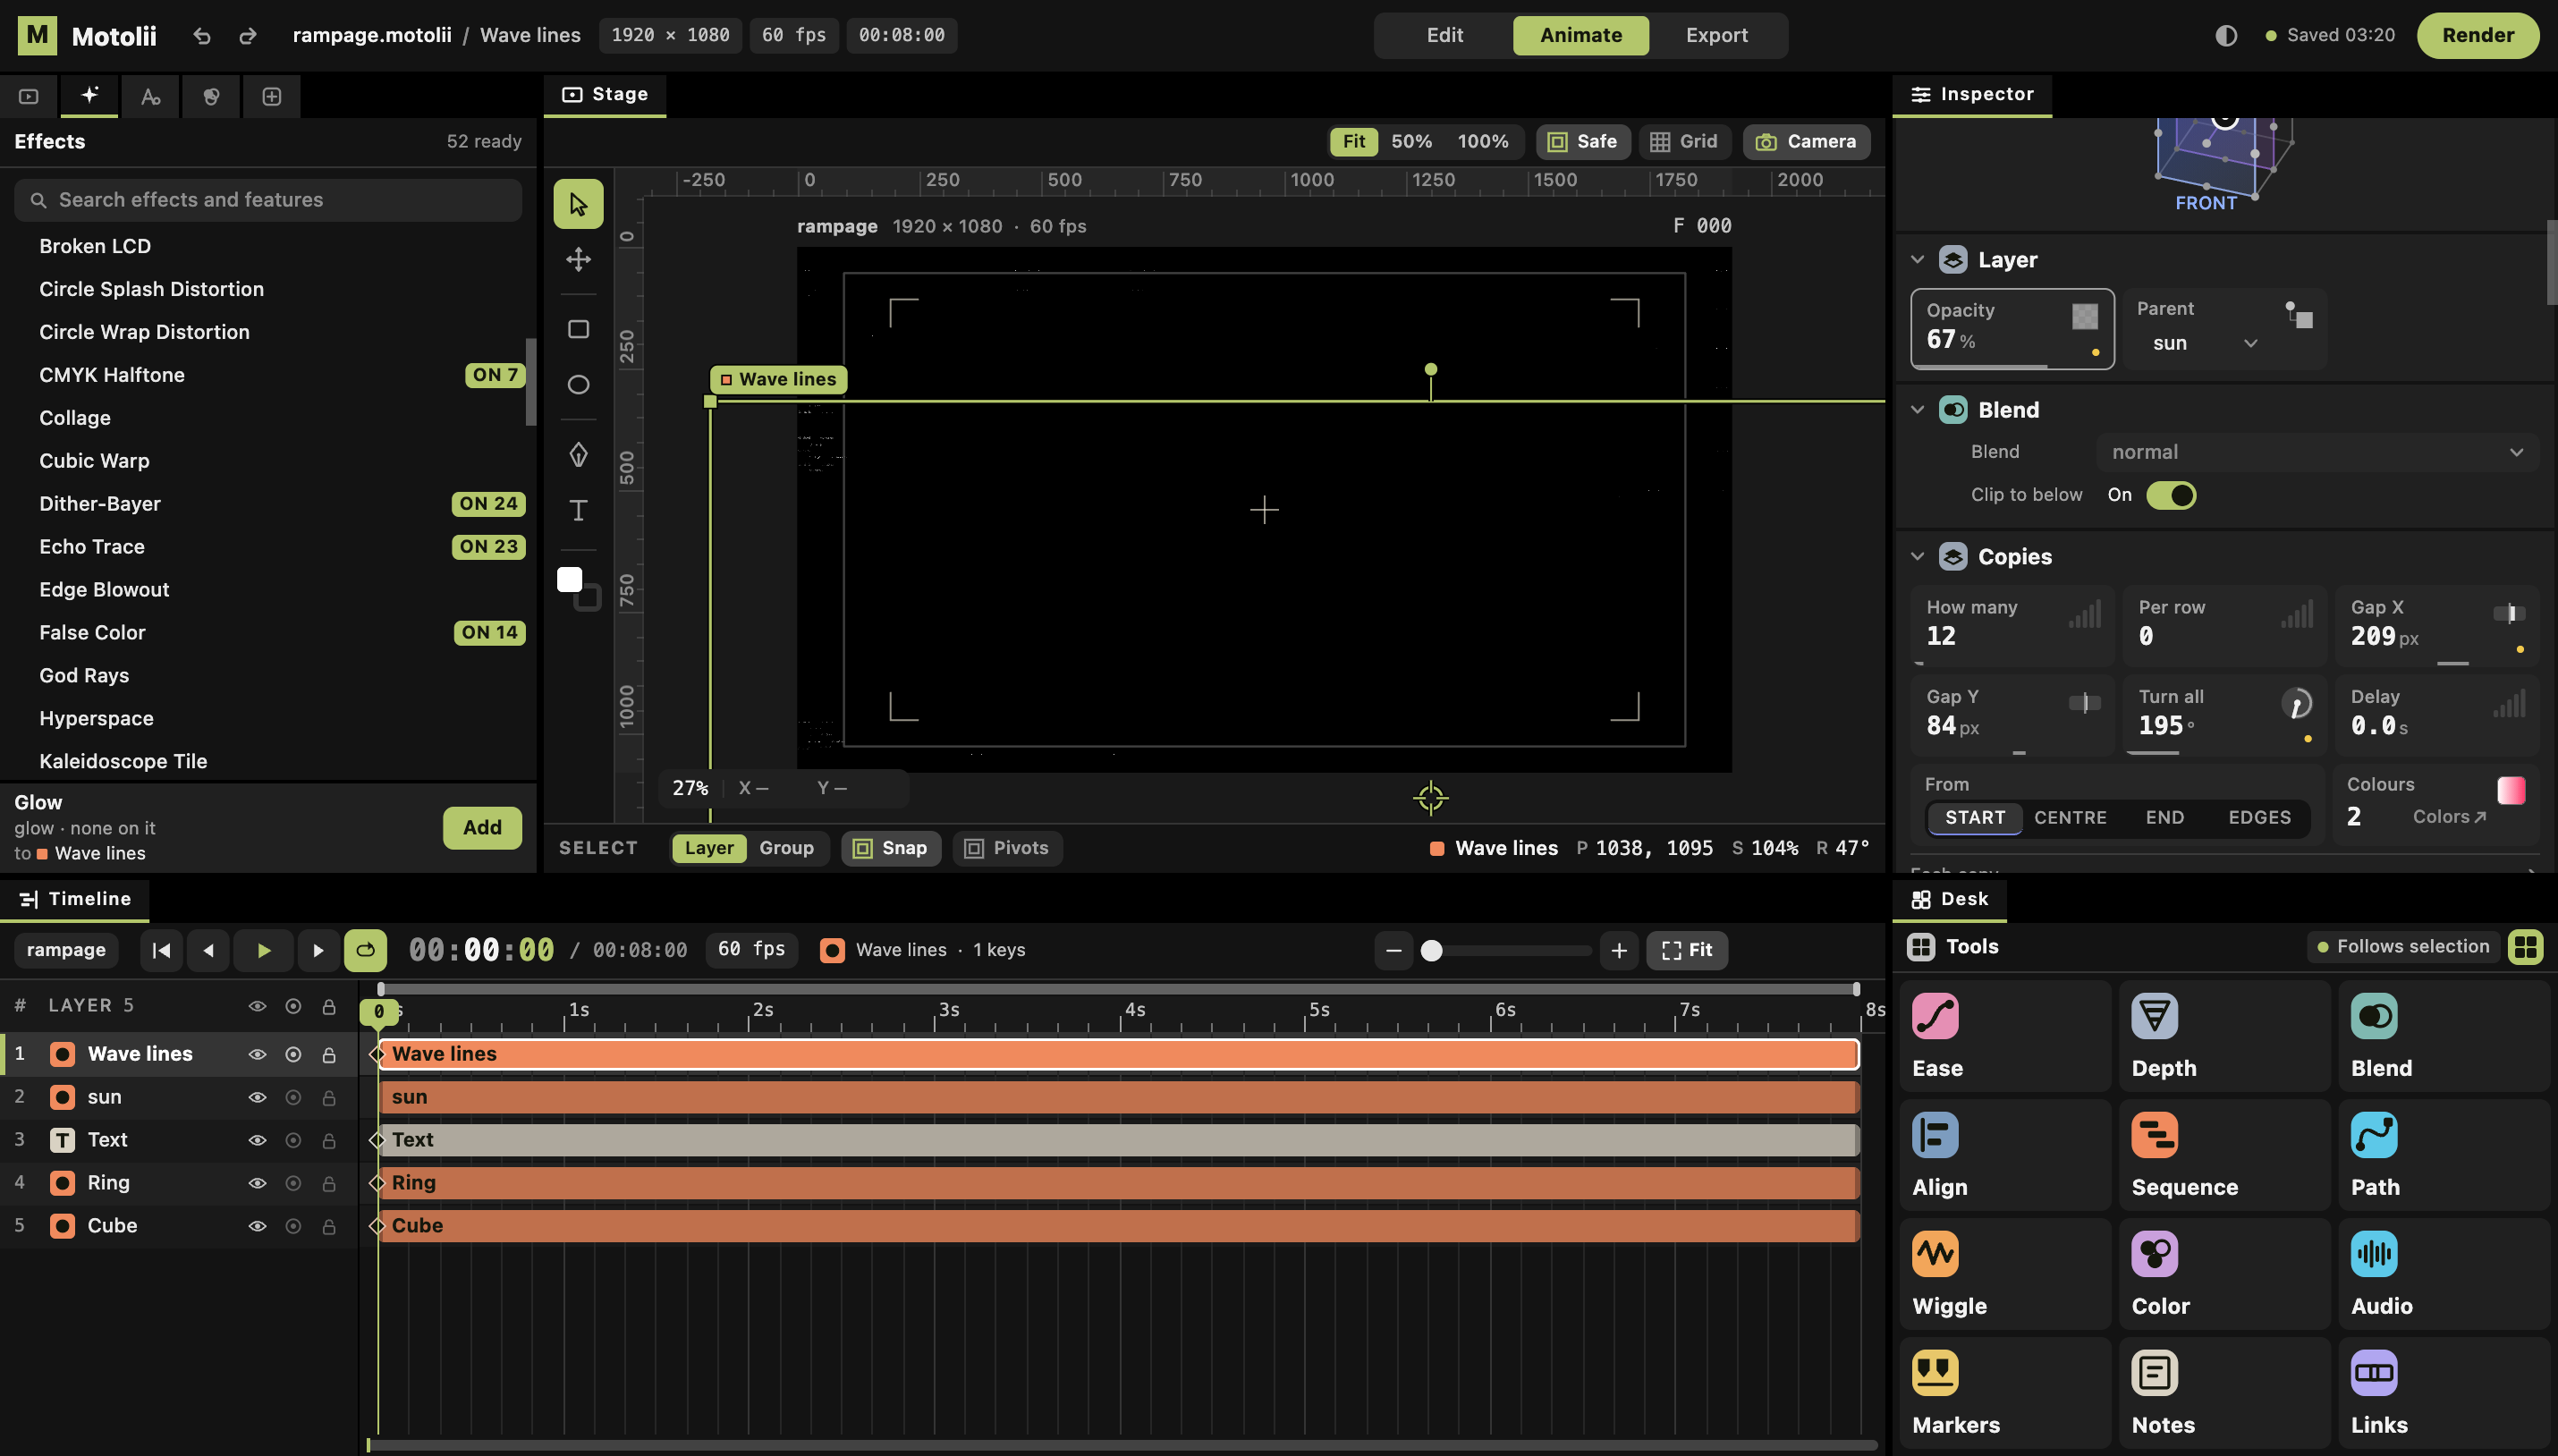 M Motolii rampage.motolii / Wave lines 1920 × 1080 60 fps 00:08:00 Edit Animate Export Saved 03:20 Render
Effects 52 ready
Search effects and features
Broken LCD
Circle Splash Distortion
Circle Wrap Distortion
CMYK Halftone ON 7
Collage
Cubic Warp
Dither-Bayer ON 24
Echo Trace ON 23
Edge Blowout
False Color ON 14
God Rays
Hyperspace
Kaleidoscope Tile
Glow
glow · none on it
to Wave lines
Add
Stage
Fit 50% 100% Safe Grid Camera
-250 0 250 500 750 1000 1250 1500 1750 2000
0
250
500
750
1000
rampage 1920 × 1080 · 60 fps F 000
Wave lines
27% X — Y —
SELECT Layer Group Snap Pivots Wave lines P 1038, 1095 S 104% R 47°
Inspector
FRONT
Layer
Opacity
67 %
Parent
sun
Blend
Blend normal
Clip to below On
Copies
How many
12
Per row
0
Gap X
209 px
Gap Y
84 px
Turn all
195 °
Delay
0.0 s
From
START CENTRE END EDGES
Colours
2 Colors
Timeline
rampage 00:00:00 / 00:08:00 60 fps Wave lines · 1 keys Fit
# LAYER 5
0 1s 2s 3s 4s 5s 6s 7s 8s
1 Wave lines Wave lines
2 sun sun
3 T Text Text
4 Ring Ring
5 Cube Cube
Desk
Tools Follows selection
Ease Depth Blend
Align Sequence Path
Wiggle Color Audio
Markers Notes Links